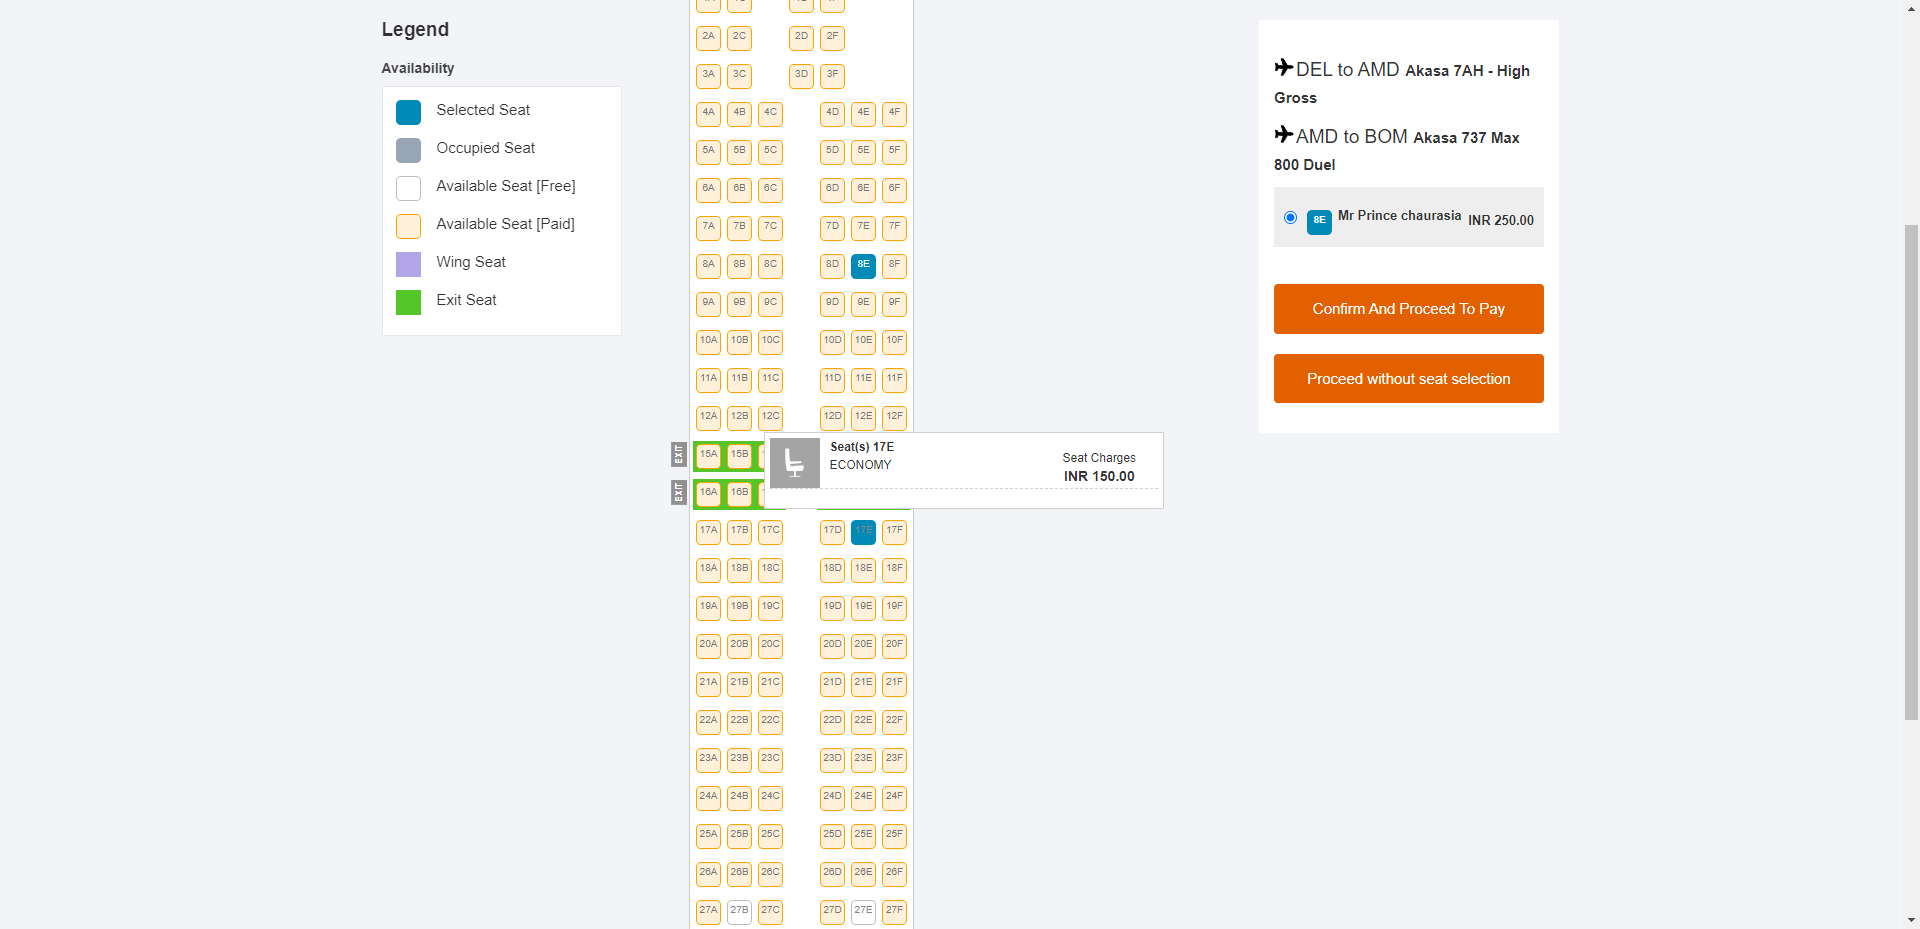 Legend
Availability
Selected Seat
Occupied Seat
Available Seat [Free]
Available Seat [Paid]
Wing Seat
Exit Seat
2A 2C 2D 2F
3A 3C 3D 3F
4A 4B 4C 4D 4E 4F
5A 5B 5C 5D 5E 5F
6A 6B 6C 6D 6E 6F
7A 7B 7C 7D 7E 7F
8A 8B 8C 8D 8E 8F
9A 9B 9C 9D 9E 9F
10A 10B 10C 10D 10E 10F
11A 11B 11C 11D 11E 11F
12A 12B 12C 12D 12E 12F
EXIT 15A 15B
Seat(s) 17E
ECONOMY
Seat Charges
INR 150.00
EXIT 16A 16B
17A 17B 17C 17D 17E 17F
18A 18B 18C 18D 18E 18F
19A 19B 19C 19D 19E 19F
20A 20B 20C 20D 20E 20F
21A 21B 21C 21D 21E 21F
22A 22B 22C 22D 22E 22F
23A 23B 23C 23D 23E 23F
24A 24B 24C 24D 24E 24F
25A 25B 25C 25D 25E 25F
26A 26B 26C 26D 26E 26F
27A 27B 27C 27D 27E 27F
DEL to AMD Akasa 7AH - High
Gross
AMD to BOM Akasa 737 Max
800 Duel
8E Mr Prince chaurasia INR 250.00
Confirm And Proceed To Pay
Proceed without seat selection